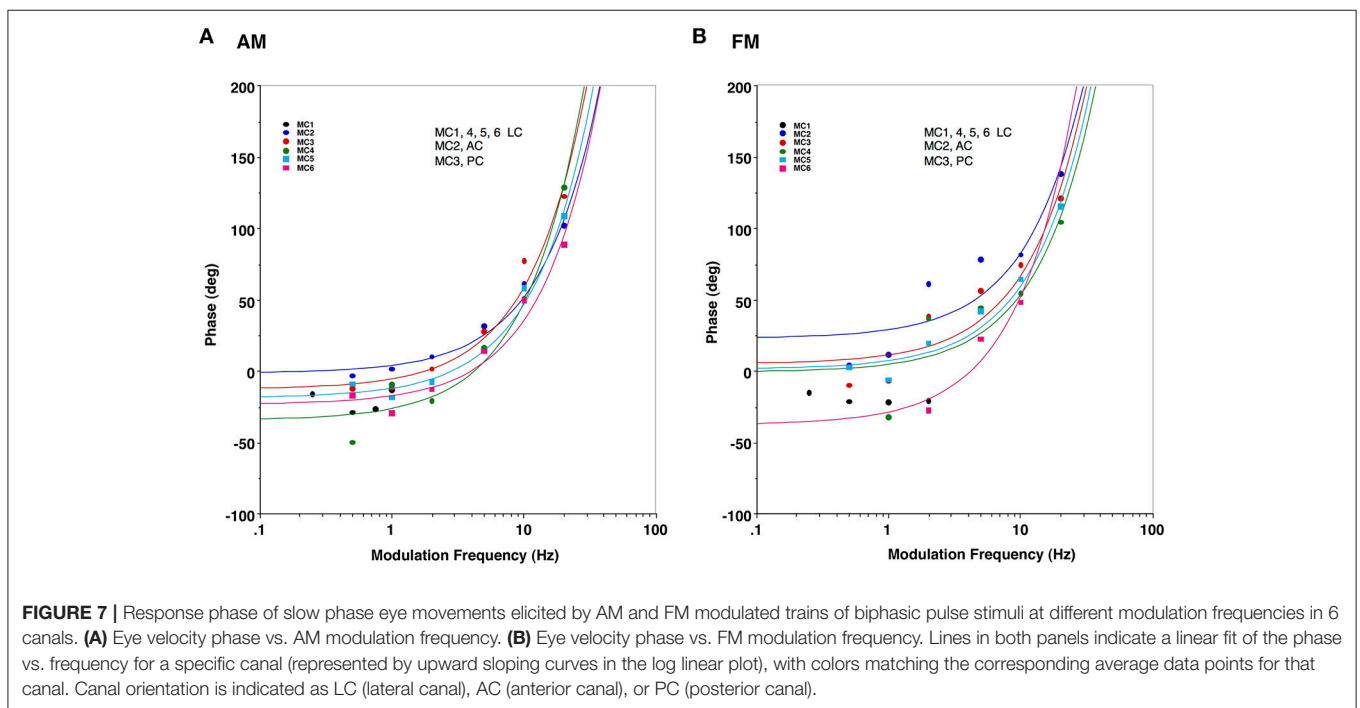 A AM
200
150
100
50
0
-50
-100
Phase (deg)
MC1
MC2
MC3
MC4
MC5
MC6
MC1, 4, 5, 6 LC
MC2, AC
MC3, PC
.1 1 10 100
Modulation Frequency (Hz)
B FM
200
150
100
50
0
-50
-100
Phase (deg)
MC1
MC2
MC3
MC4
MC5
MC6
MC1, 4, 5, 6 LC
MC2, AC
MC3, PC
.1 1 10 100
Modulation Frequency (Hz)
FIGURE 7 | Response phase of slow phase eye movements elicited by AM and FM modulated trains of biphasic pulse stimuli at different modulation frequencies in 6
canals. (A) Eye velocity phase vs. AM modulation frequency. (B) Eye velocity phase vs. FM modulation frequency. Lines in both panels indicate a linear fit of the phase
vs. frequency for a specific canal (represented by upward sloping curves in the log linear plot), with colors matching the corresponding average data points for that
canal. Canal orientation is indicated as LC (lateral canal), AC (anterior canal), or PC (posterior canal).